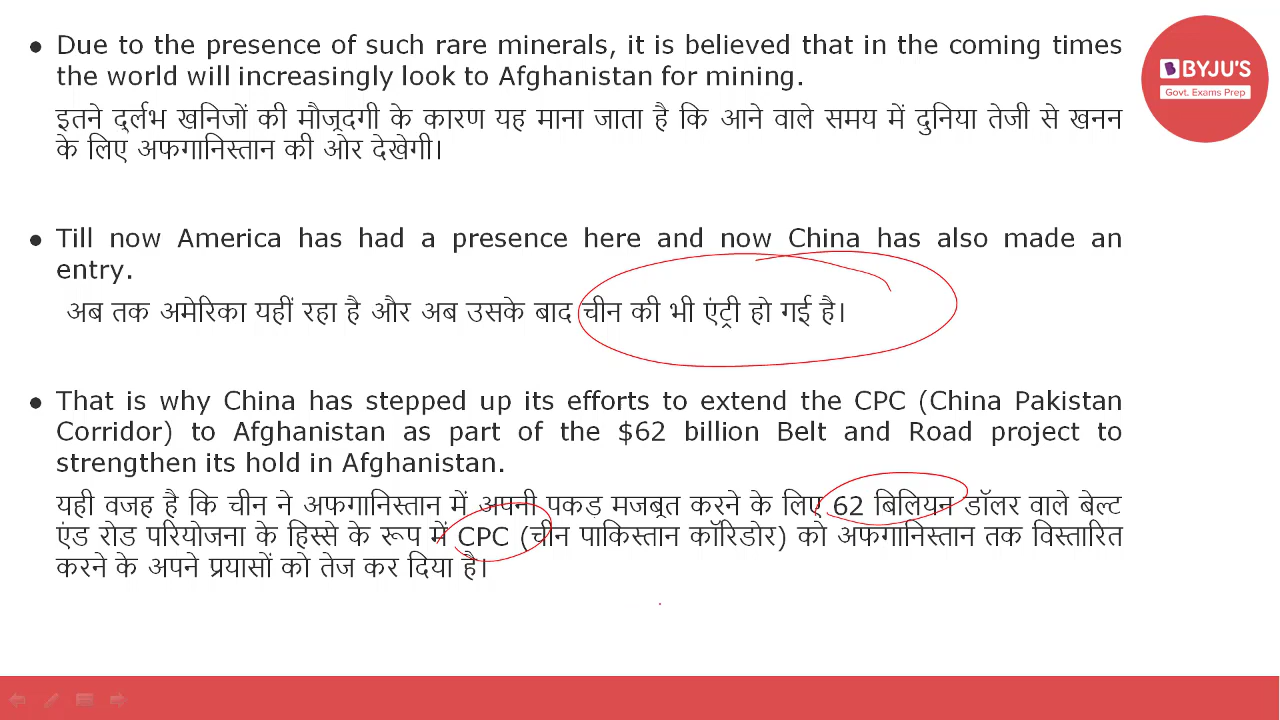 ● Due to the presence of such rare minerals, it is believed that in the coming times
the world will increasingly look to Afghanistan for mining.
इतने दुर्लभ खनिजों की मौजूदगी के कारण यह माना जाता है कि आने वाले समय में दुनिया तेजी से खनन
के लिए अफगानिस्तान की ओर देखेगी।
BYJU'S
Govt. Exams Prep
● Till now America has had a presence here and now China has also made an
entry.
अब तक अमेरिका यहीं रहा है और अब उसके बाद चीन की भी एंट्री हो गई है।
● That is why China has stepped up its efforts to extend the CPC (China Pakistan
Corridor) to Afghanistan as part of the $62 billion Belt and Road project to
strengthen its hold in Afghanistan.
यही वजह है कि चीन ने अफगानिस्तान में अपनी पकड़ मजबूत करने के लिए 62 बिलियन डॉलर वाले बेल्ट
एंड रोड परियोजना के हिस्से के रूप में CPC (चीन पाकिस्तान कॉरिडोर) को अफगानिस्तान तक विस्तारित
करने के अपने प्रयासों को तेज कर दिया है।